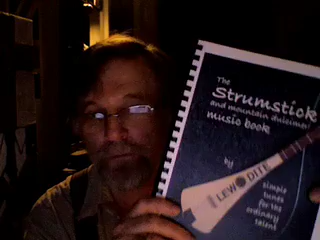 The
Strumstick
and mountain dulcimer
music book
by
LEW DITE
simple
tunes
for the
ordinary
talent